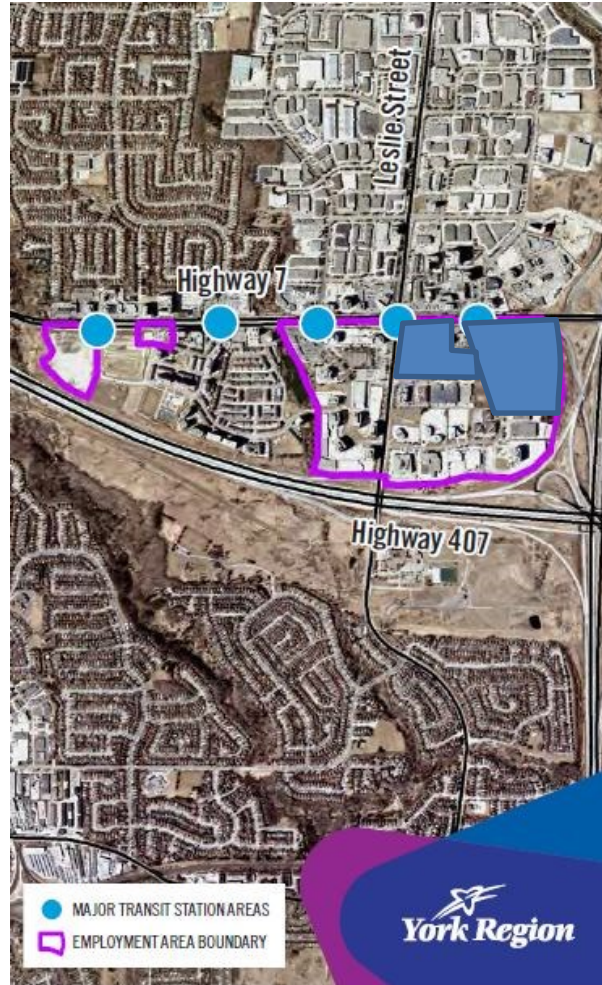 Leslie Street
Highway 7
Highway 407
MAJOR TRANSIT STATION AREAS
EMPLOYMENT AREA BOUNDARY
York Region